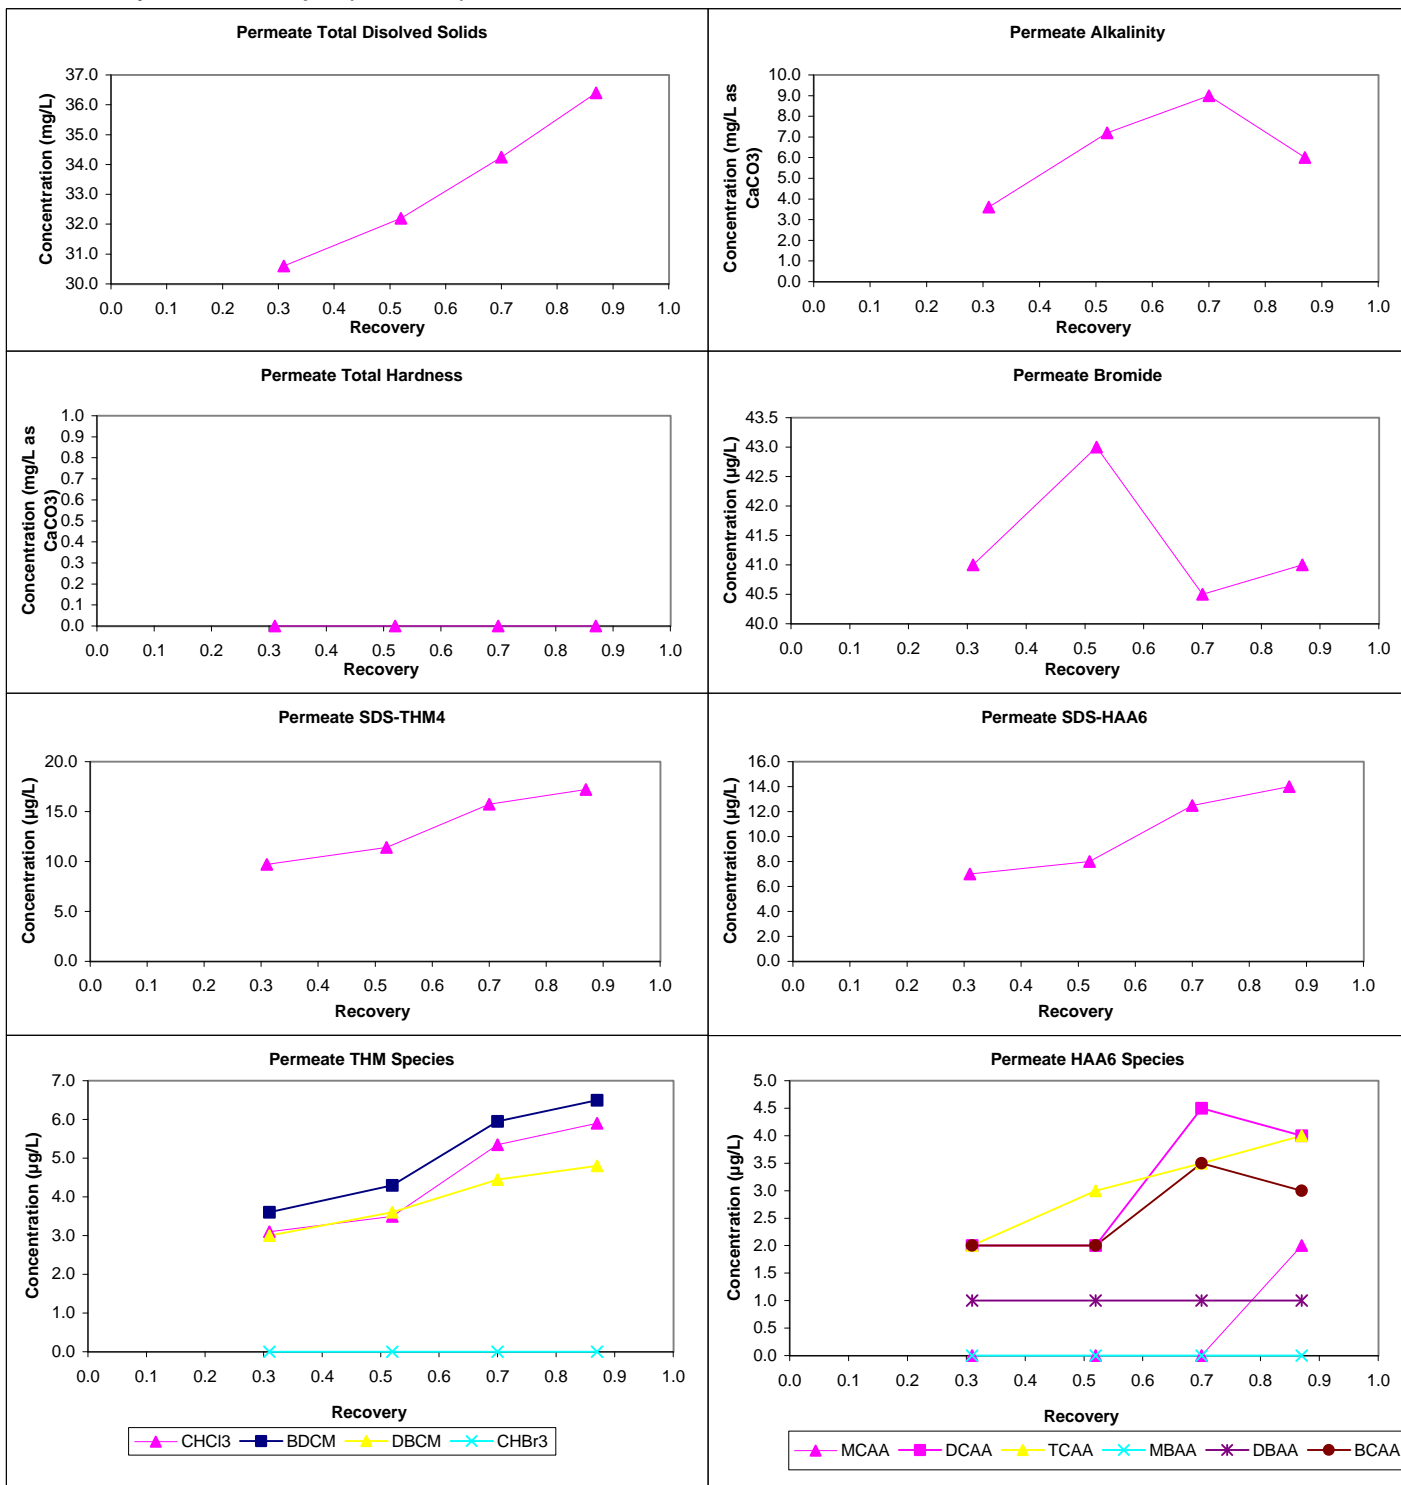 Permeate Total Disolved Solids
Concentration (mg/L)
37.0
36.0
35.0
34.0
33.0
32.0
31.0
30.0
0.0 0.1 0.2 0.3 0.4 0.5 0.6 0.7 0.8 0.9 1.0
Recovery
Permeate Alkalinity
Concentration (mg/L as
CaCO3)
10.0
9.0
8.0
7.0
6.0
5.0
4.0
3.0
2.0
1.0
0.0
0.0 0.1 0.2 0.3 0.4 0.5 0.6 0.7 0.8 0.9 1.0
Recovery
Permeate Total Hardness
Concentration (mg/L as
CaCO3)
1.0
0.9
0.8
0.7
0.6
0.5
0.4
0.3
0.2
0.1
0.0
0.0 0.1 0.2 0.3 0.4 0.5 0.6 0.7 0.8 0.9 1.0
Recovery
Permeate Bromide
Concentration (µg/L)
43.5
43.0
42.5
42.0
41.5
41.0
40.5
40.0
0.0 0.1 0.2 0.3 0.4 0.5 0.6 0.7 0.8 0.9 1.0
Recovery
Permeate SDS-THM4
Concentration (µg/L)
20.0
15.0
10.0
5.0
0.0
0.0 0.1 0.2 0.3 0.4 0.5 0.6 0.7 0.8 0.9 1.0
Recovery
Permeate SDS-HAA6
Concentration (µg/L)
16.0
14.0
12.0
10.0
8.0
6.0
4.0
2.0
0.0
0.0 0.1 0.2 0.3 0.4 0.5 0.6 0.7 0.8 0.9 1.0
Recovery
Permeate THM Species
Concentration (µg/L)
7.0
6.0
5.0
4.0
3.0
2.0
1.0
0.0
0.0 0.1 0.2 0.3 0.4 0.5 0.6 0.7 0.8 0.9 1.0
Recovery
CHCl3 BDCM DBCM CHBr3
Permeate HAA6 Species
Concentration (µg/L)
5.0
4.5
4.0
3.5
3.0
2.5
2.0
1.5
1.0
0.5
0.0
0.0 0.1 0.2 0.3 0.4 0.5 0.6 0.7 0.8 0.9 1.0
Recovery
MCAA DCAA TCAA MBAA DBAA BCAA